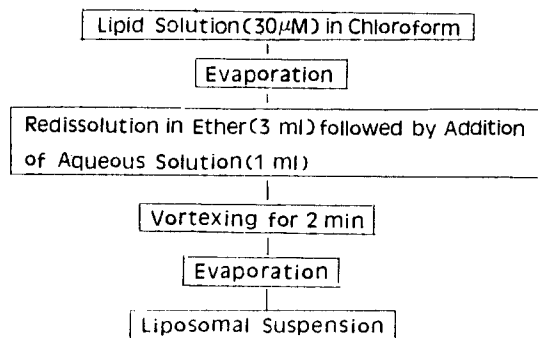 Lipid Solution(30μM) in Chloroform
Evaporation
Redissolution in Ether(3 ml) followed by Addition
of Aqueous Solution(1 ml)
Vortexing for 2 min
Evaporation
Liposomal Suspension